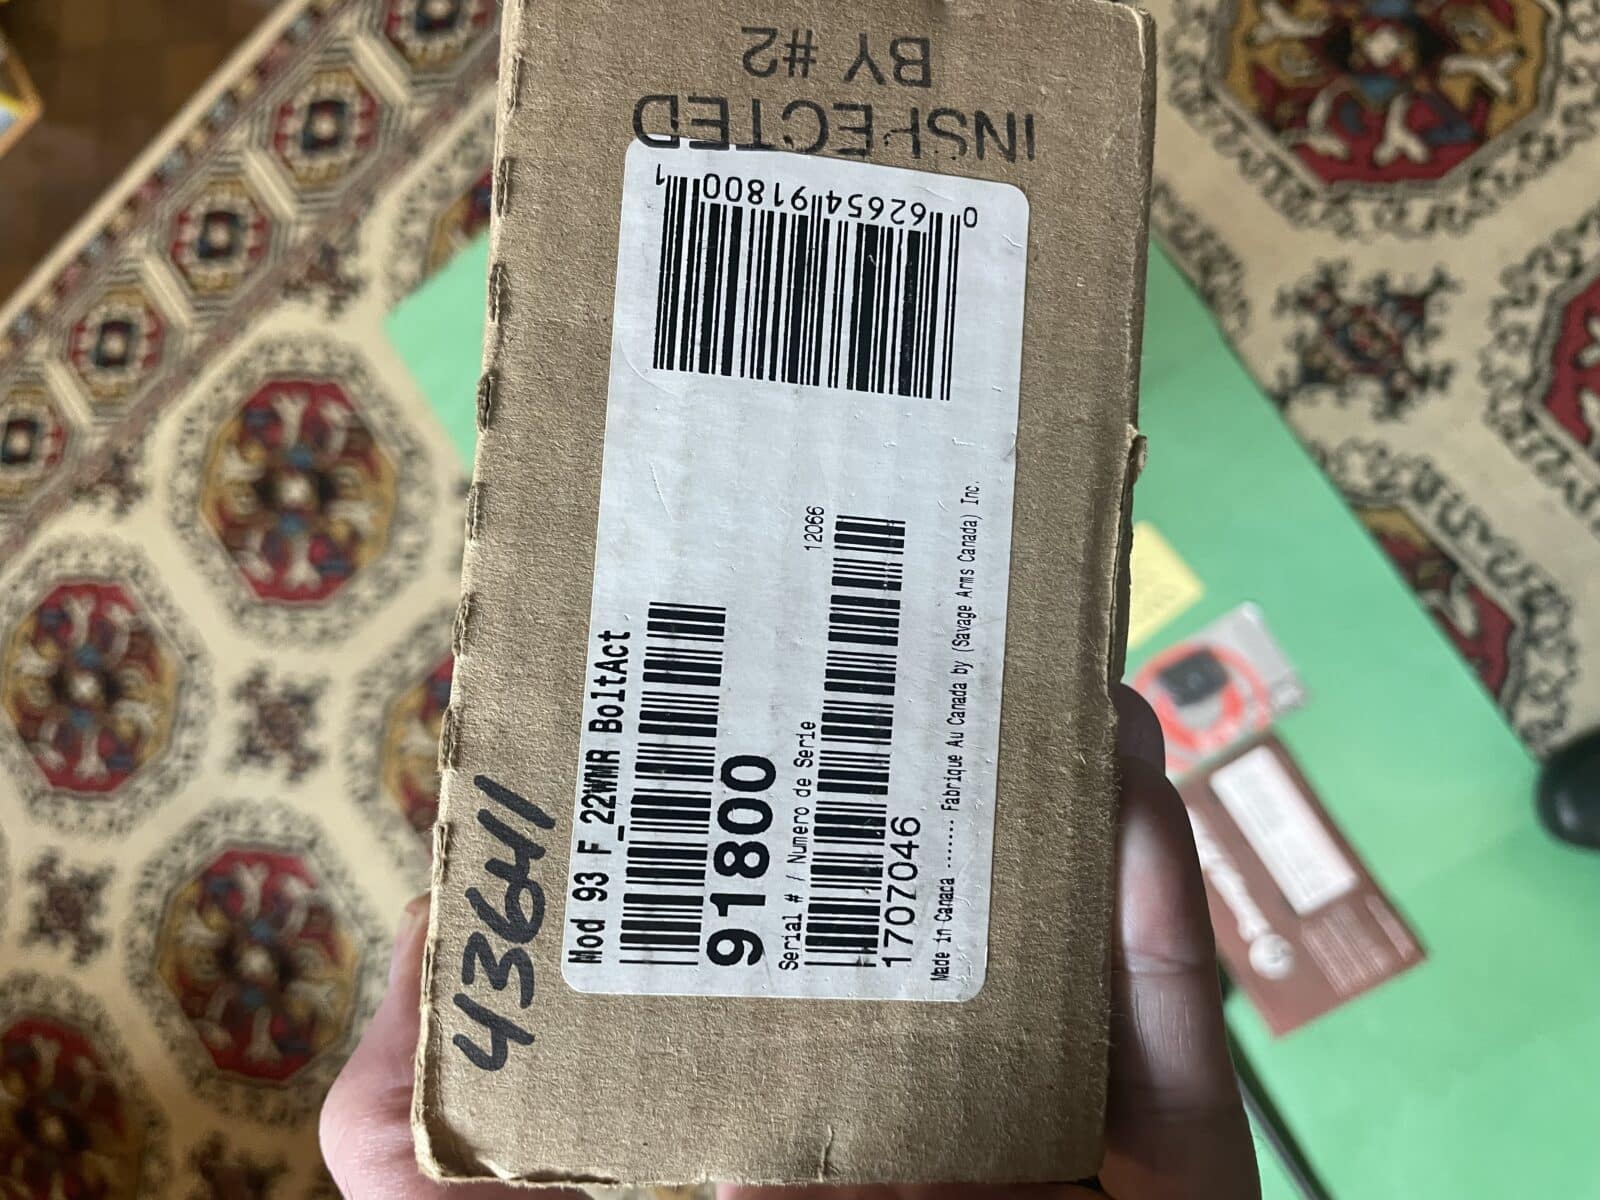 INSPECTED
BY #2
0 62654 91800 1
Mod 93 F_22WMR BoltAct
91800
Serial # / Numero de Serie
12066
1707046
Made in Canada ....... Fabrique Au Canada by (Savage Arms Canada) Inc.
43641